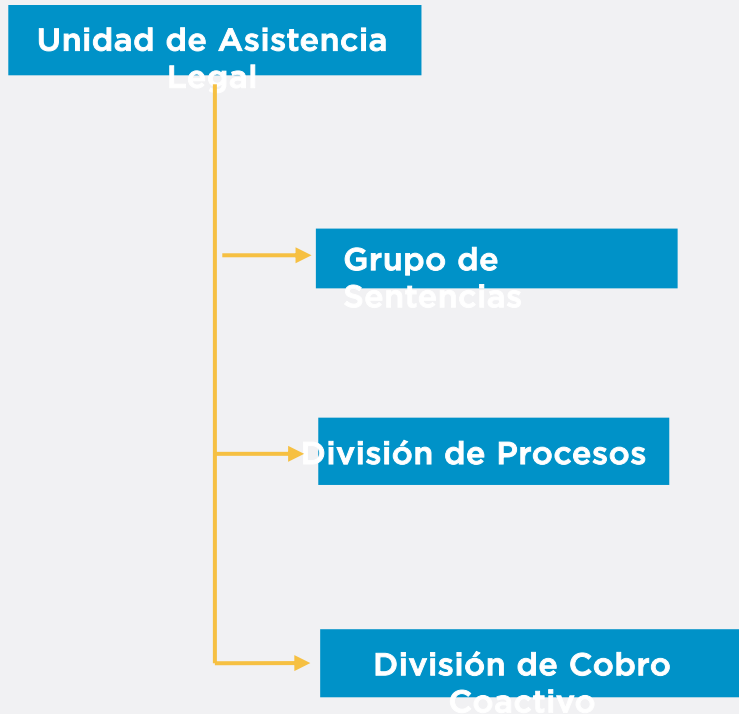 Unidad de Asistencia
Legal
Grupo de
Sentencias
División de Procesos
División de Cobro
Coactivo